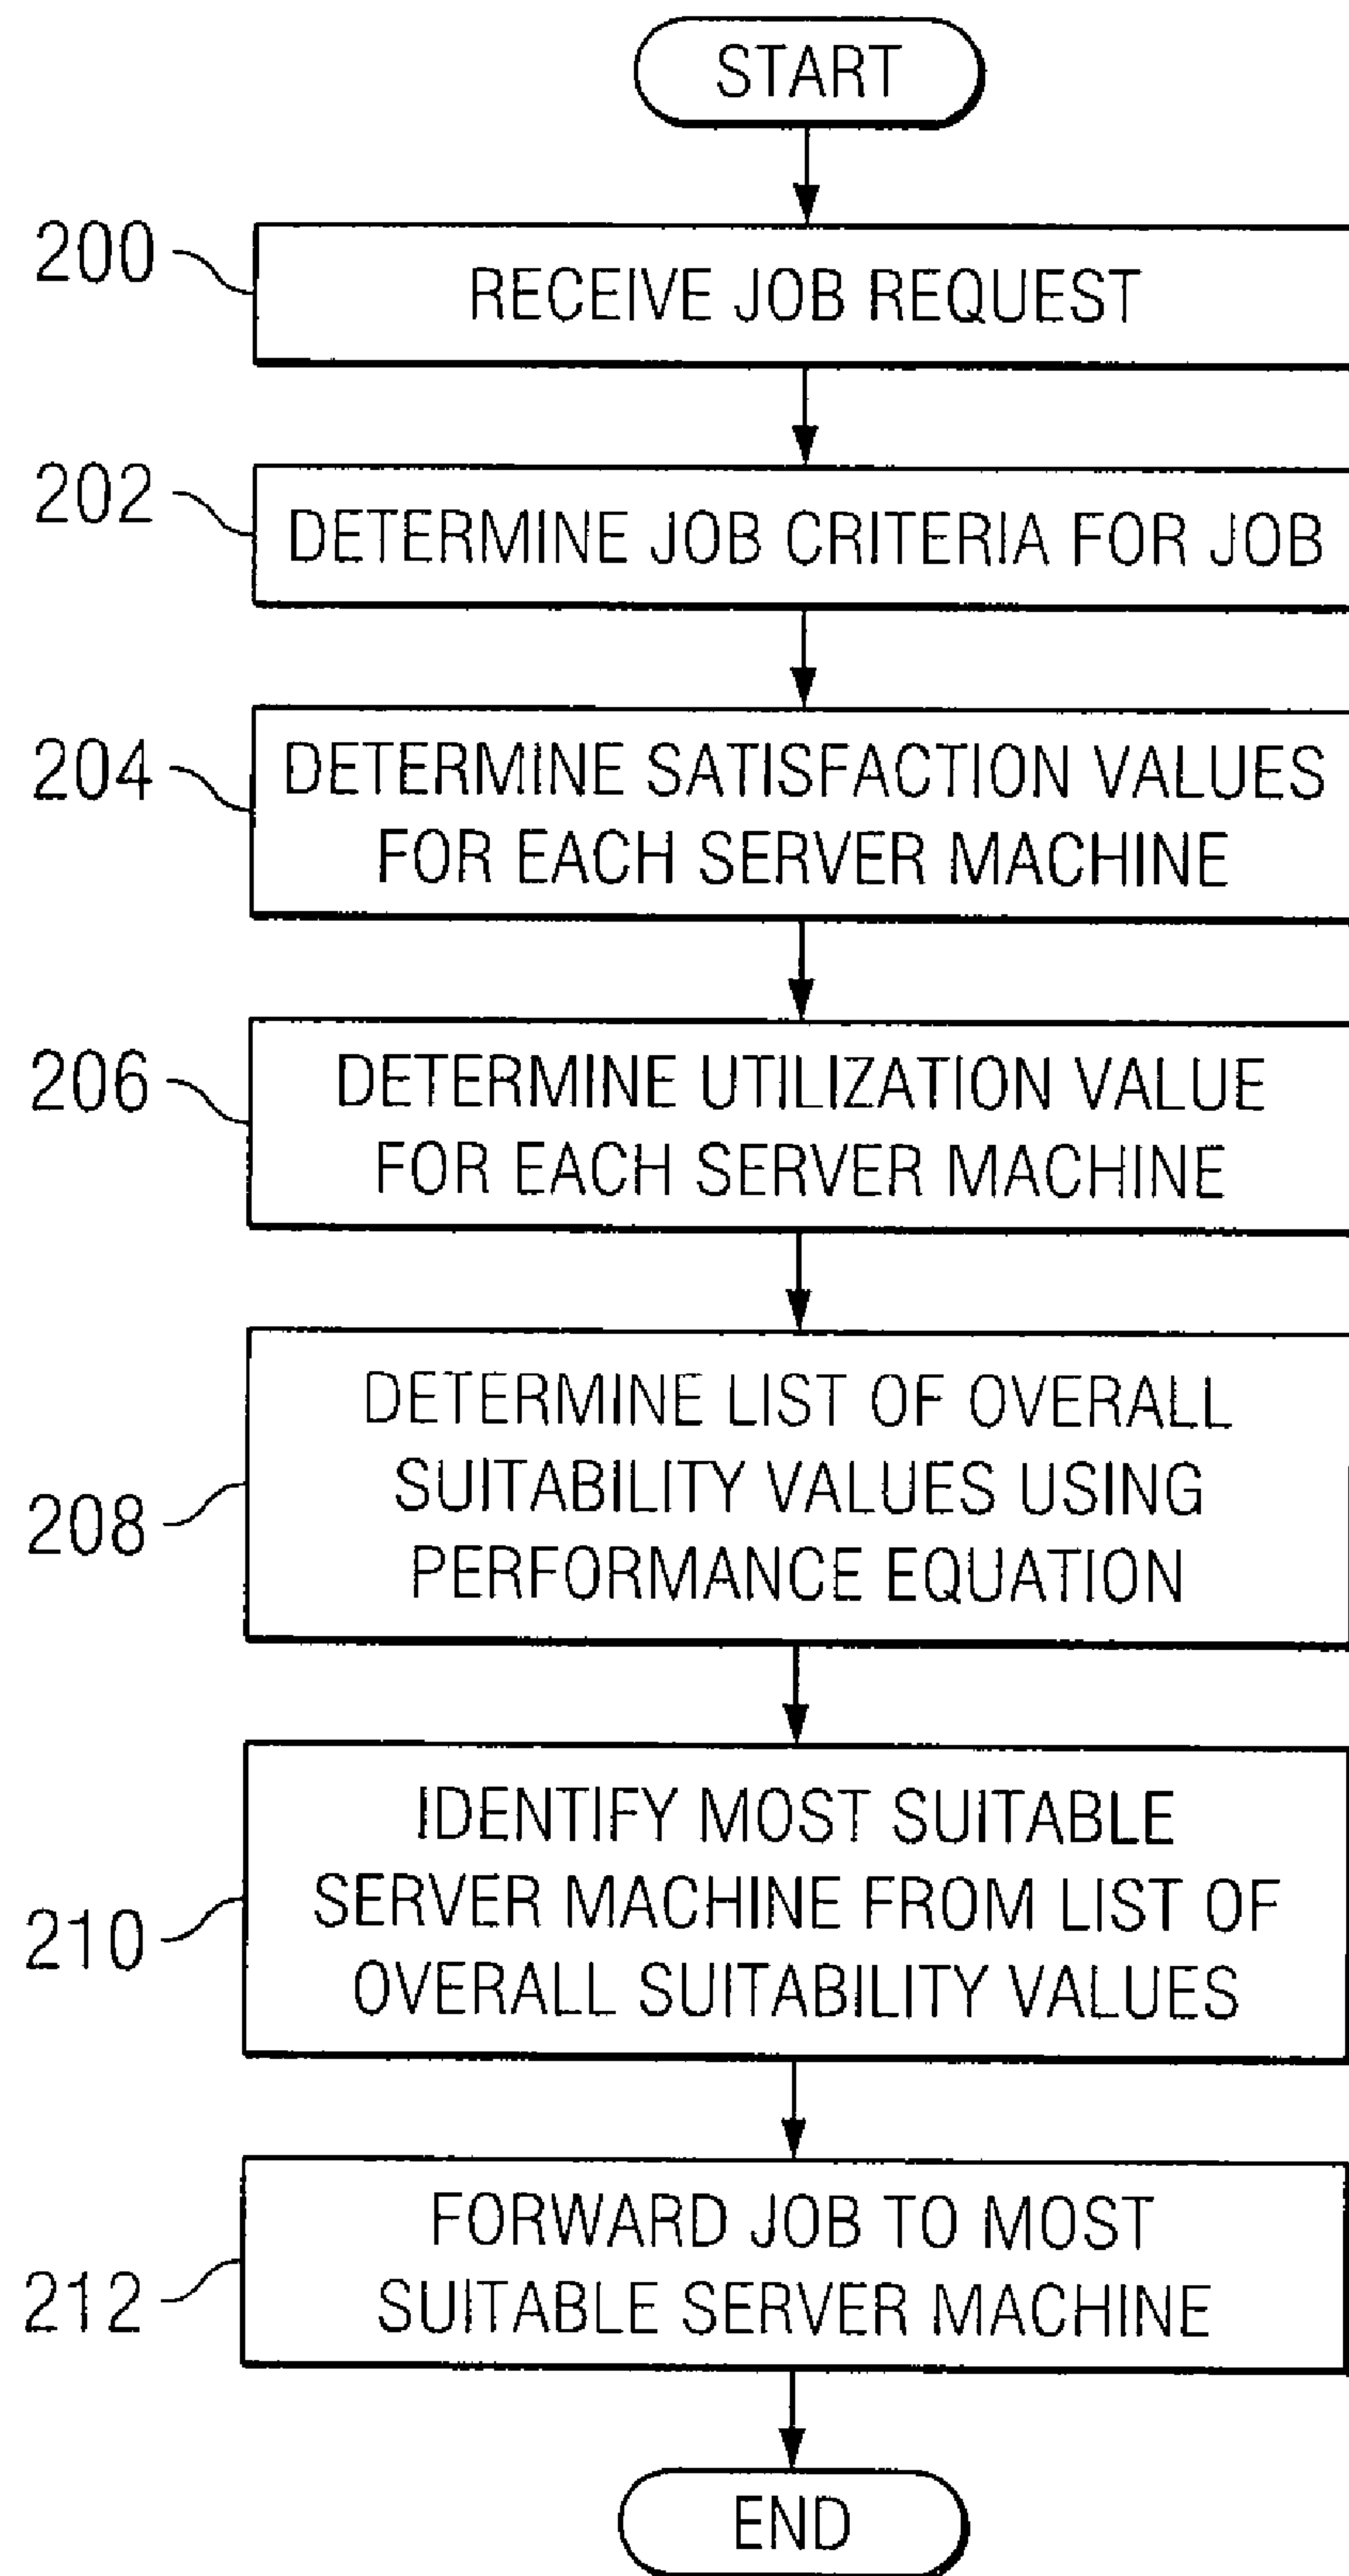 START
200
RECEIVE JOB REQUEST
202
DETERMINE JOB CRITERIA FOR JOB
204
DETERMINE SATISFACTION VALUES
FOR EACH SERVER MACHINE
206
DETERMINE UTILIZATION VALUE
FOR EACH SERVER MACHINE
208
DETERMINE LIST OF OVERALL
SUITABILITY VALUES USING
PERFORMANCE EQUATION
210
IDENTIFY MOST SUITABLE
SERVER MACHINE FROM LIST OF
OVERALL SUITABILITY VALUES
212
FORWARD JOB TO MOST
SUITABLE SERVER MACHINE
END